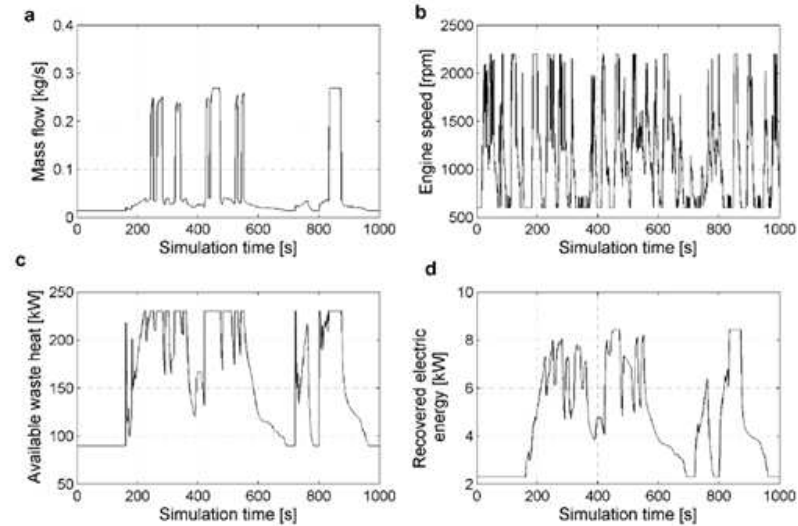 a
Mass flow [kg/s]
0.4
0.3
0.2
0.1
0
0 200 400 600 800 1000
Simulation time [s]
b
Engine speed [rpm]
2500
2000
1500
1000
500
0 200 400 600 800 1000
Simulation time [s]
c
Available waste heat [kW]
250
200
150
100
50
0 200 400 600 800 1000
Simulation time [s]
d
Recovered electric
energy [kW]
10
8
6
4
2
0 200 400 600 800 1000
Simulation time [s]